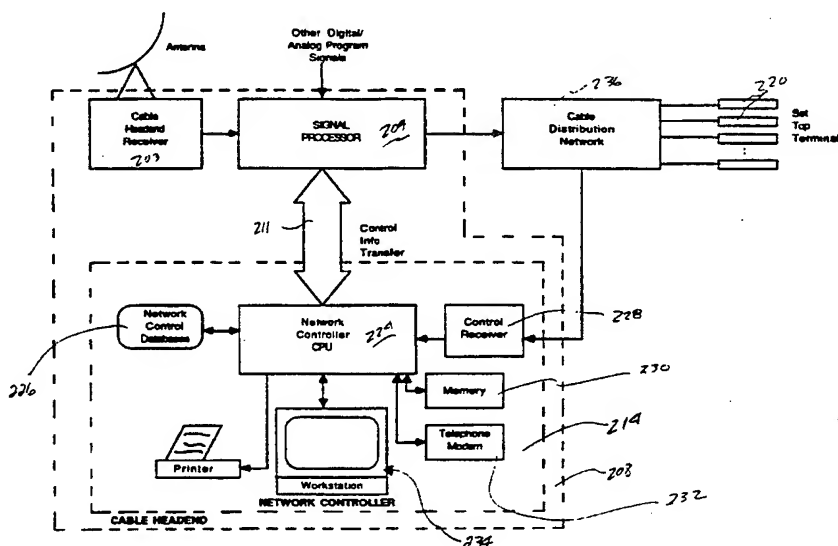 Antenna
Other Digital/
Analog Program
Signals
236
220
Cable
Headend
Receiver
203
SIGNAL
PROCESSOR
209
Cable
Distribution
Network
Set
Top
Terminal
211
Control
Info
Transfer
Network
Control
Databases
Network
Controller
CPU
224
Control
Receiver
228
226
Memory
230
Telephone
Modem
214
208
232
Printer
Workstation
NETWORK CONTROLLER
CABLE HEADEND
234